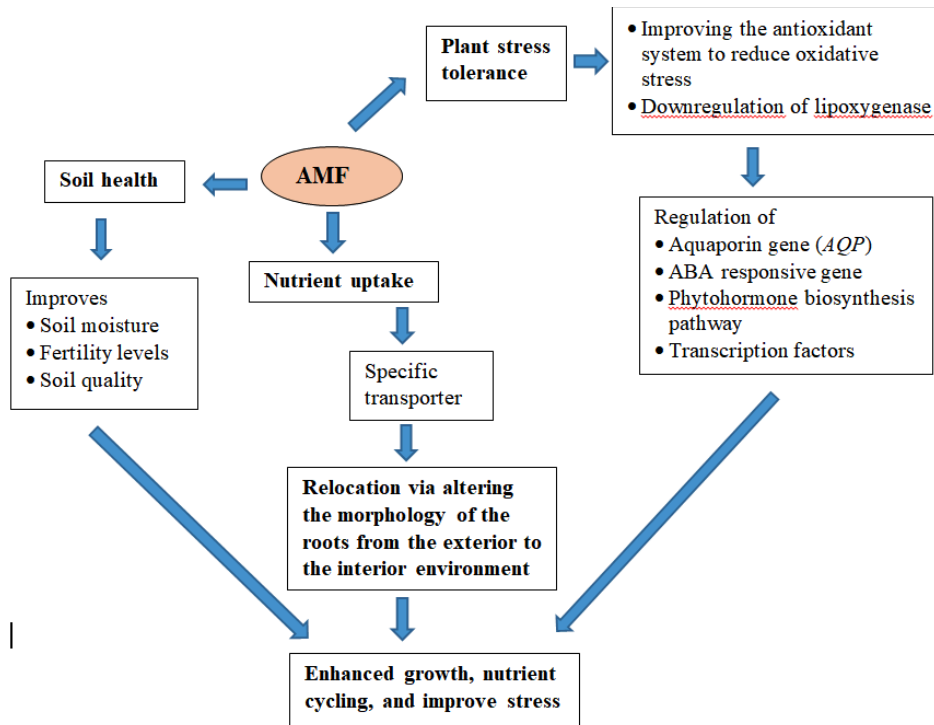 Plant stress
tolerance
• Improving the antioxidant
system to reduce oxidative
stress
• Downregulation of lipoxygenase
Soil health
AMF
Nutrient uptake
Improves
• Soil moisture
• Fertility levels
• Soil quality
Specific
transporter
Regulation of
• Aquaporin gene (AQP)
• ABA responsive gene
• Phytohormone biosynthesis
pathway
• Transcription factors
Relocation via altering
the morphology of the
roots from the exterior to
the interior environment
Enhanced growth, nutrient
cycling, and improve stress